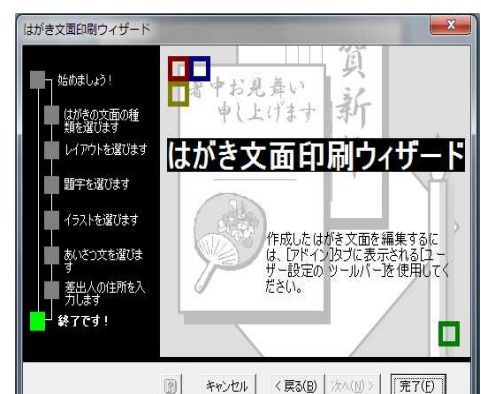 はがき文面印刷ウィザード
始めましょう!
はがきの文面の種
類を選びます
レイアウトを選びます
題字を選びます
イラストを選びます
あいさつ文を選びま
す
差出人の住所を入
力します
終了です!
賀新
暑中お見舞い
申し上げます
はがき文面印刷ウィザード
作成したはがき文面を編集するに
は、[アドイン]タブに表示される[ユー
ザー設定の ツールバー]を使用してく
ださい。
キャンセル
<戻る(B)
次へ(N)>
完了(F)